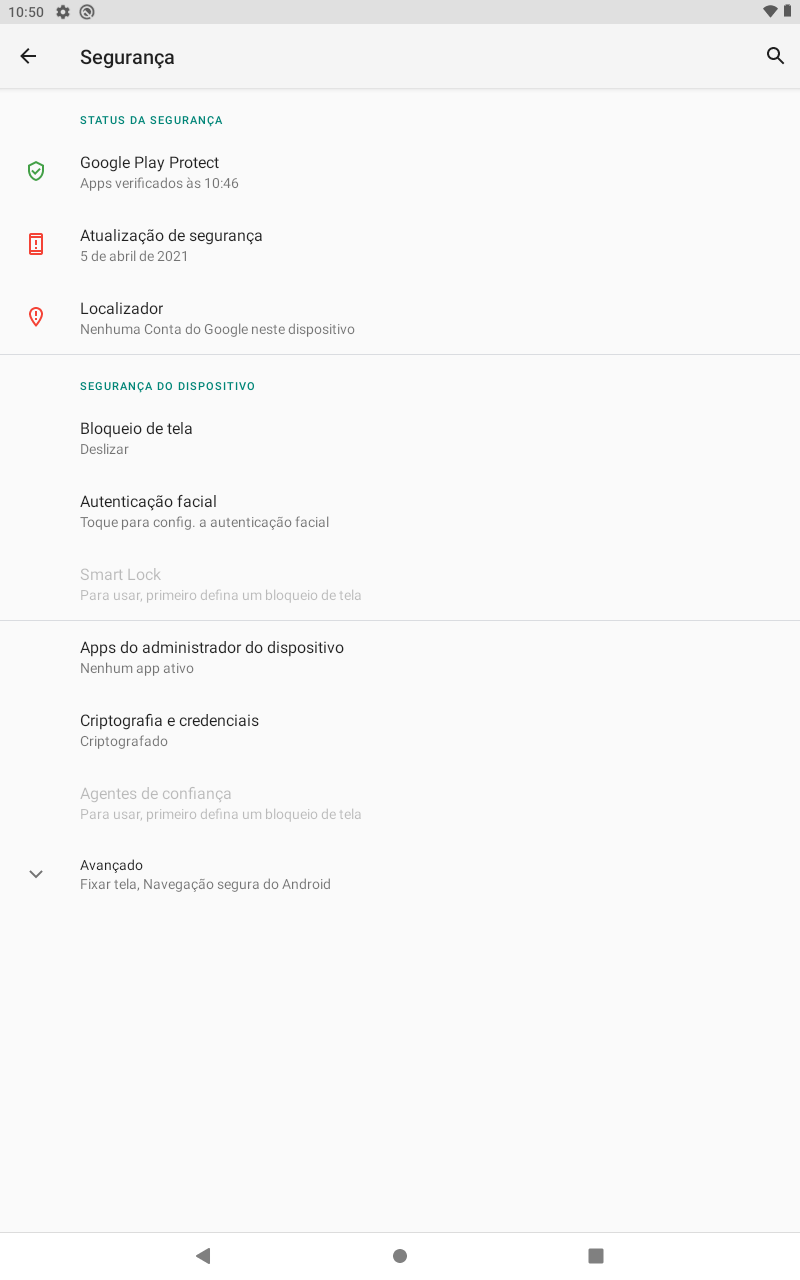 10:50
Segurança
STATUS DA SEGURANÇA
Google Play Protect
Apps verificados às 10:46
Atualização de segurança
5 de abril de 2021
Localizador
Nenhuma Conta do Google neste dispositivo
SEGURANÇA DO DISPOSITIVO
Bloqueio de tela
Deslizar
Autenticação facial
Toque para config. a autenticação facial
Smart Lock
Para usar, primeiro defina um bloqueio de tela
Apps do administrador do dispositivo
Nenhum app ativo
Criptografia e credenciais
Criptografado
Agentes de confiança
Para usar, primeiro defina um bloqueio de tela
Avançado
Fixar tela, Navegação segura do Android